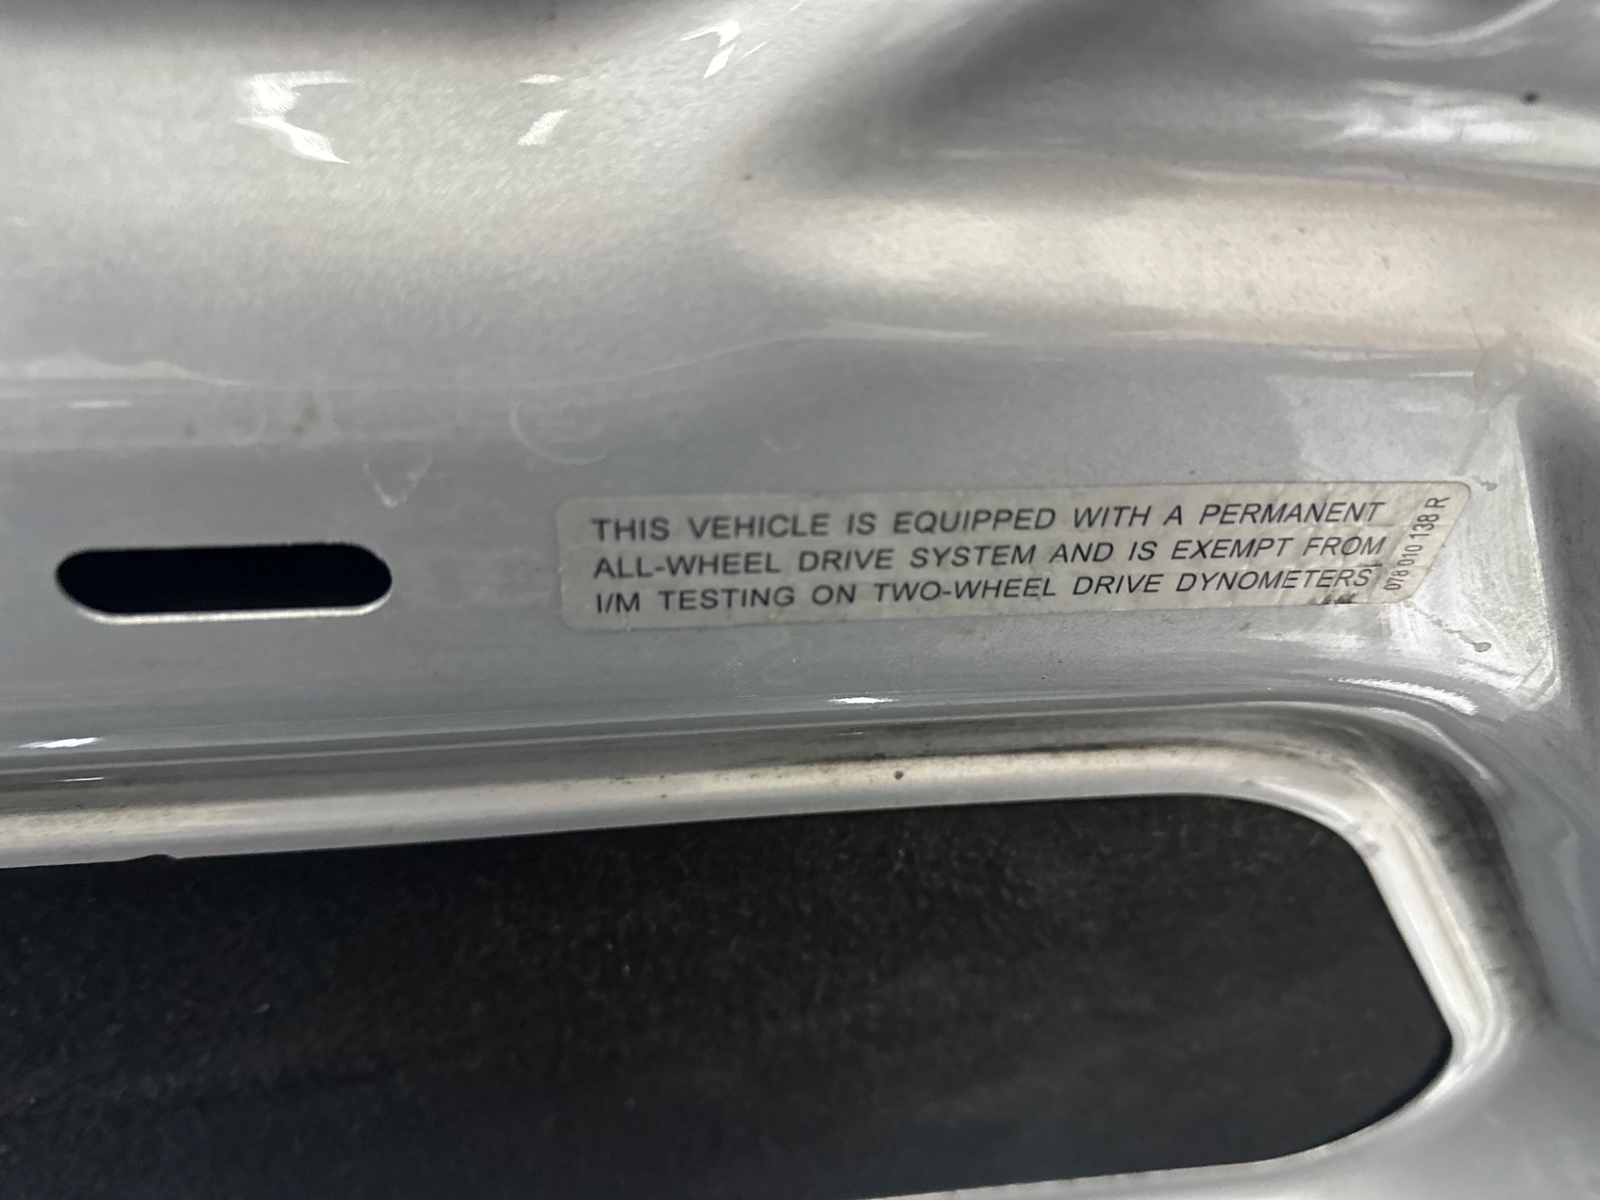 THIS VEHICLE IS EQUIPPED WITH A PERMANENT
ALL-WHEEL DRIVE SYSTEM AND IS EXEMPT FROM
I/M TESTING ON TWO-WHEEL DRIVE DYNOMETERS
078 010 138 R